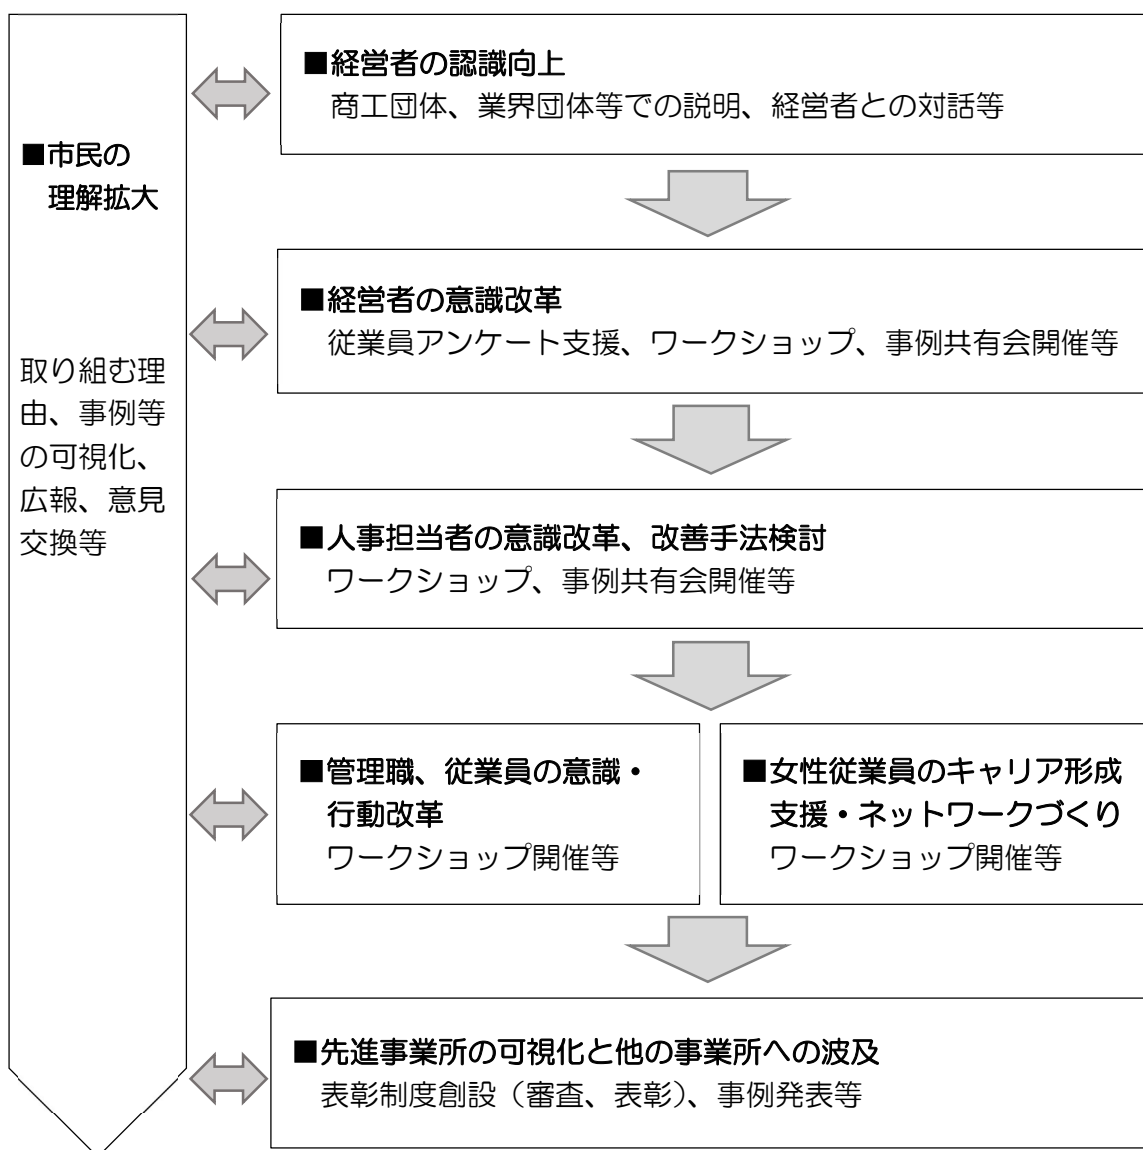 ■市民の
理解拡大
取り組む理
由、事例等
の可視化、
広報、意見
交換等
■経営者の認識向上
商工団体、業界団体等での説明、経営者との対話等
■経営者の意識改革
従業員アンケート支援、ワークショップ、事例共有会開催等
■人事担当者の意識改革、改善手法検討
ワークショップ、事例共有会開催等
■管理職、従業員の意識・
行動改革
ワークショップ開催等
■女性従業員のキャリア形成
支援・ネットワークづくり
ワークショップ開催等
■先進事業所の可視化と他の事業所への波及
表彰制度創設（審査、表彰）、事例発表等